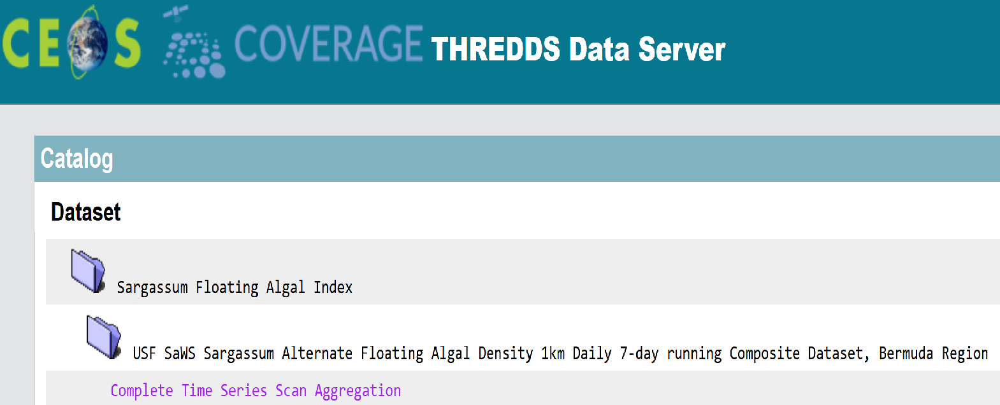 CEOS COVERAGE THREDDS Data Server
Catalog
Dataset
Sargassum Floating Algal Index
USF SaWS Sargassum Alternate Floating Algal Density 1km Daily 7-day running Composite Dataset, Bermuda Region
Complete Time Series Scan Aggregation